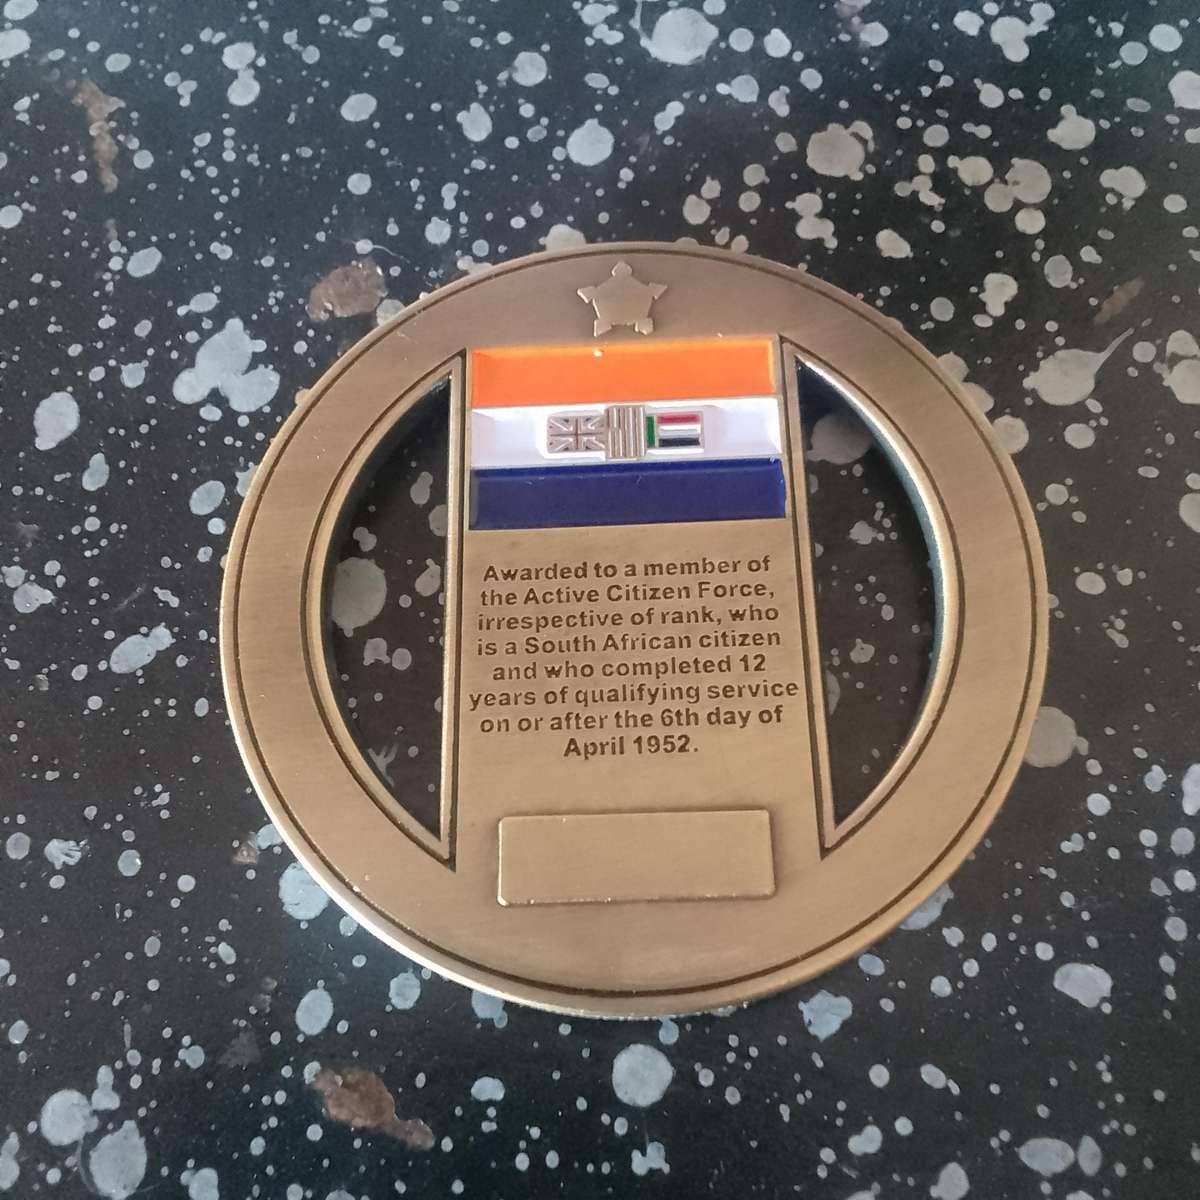 Awarded to a member of
the Active Citizen Force,
irrespective of rank, who
is a South African citizen
and who completed 12
years of qualifying service
on or after the 6th day of
April 1952.